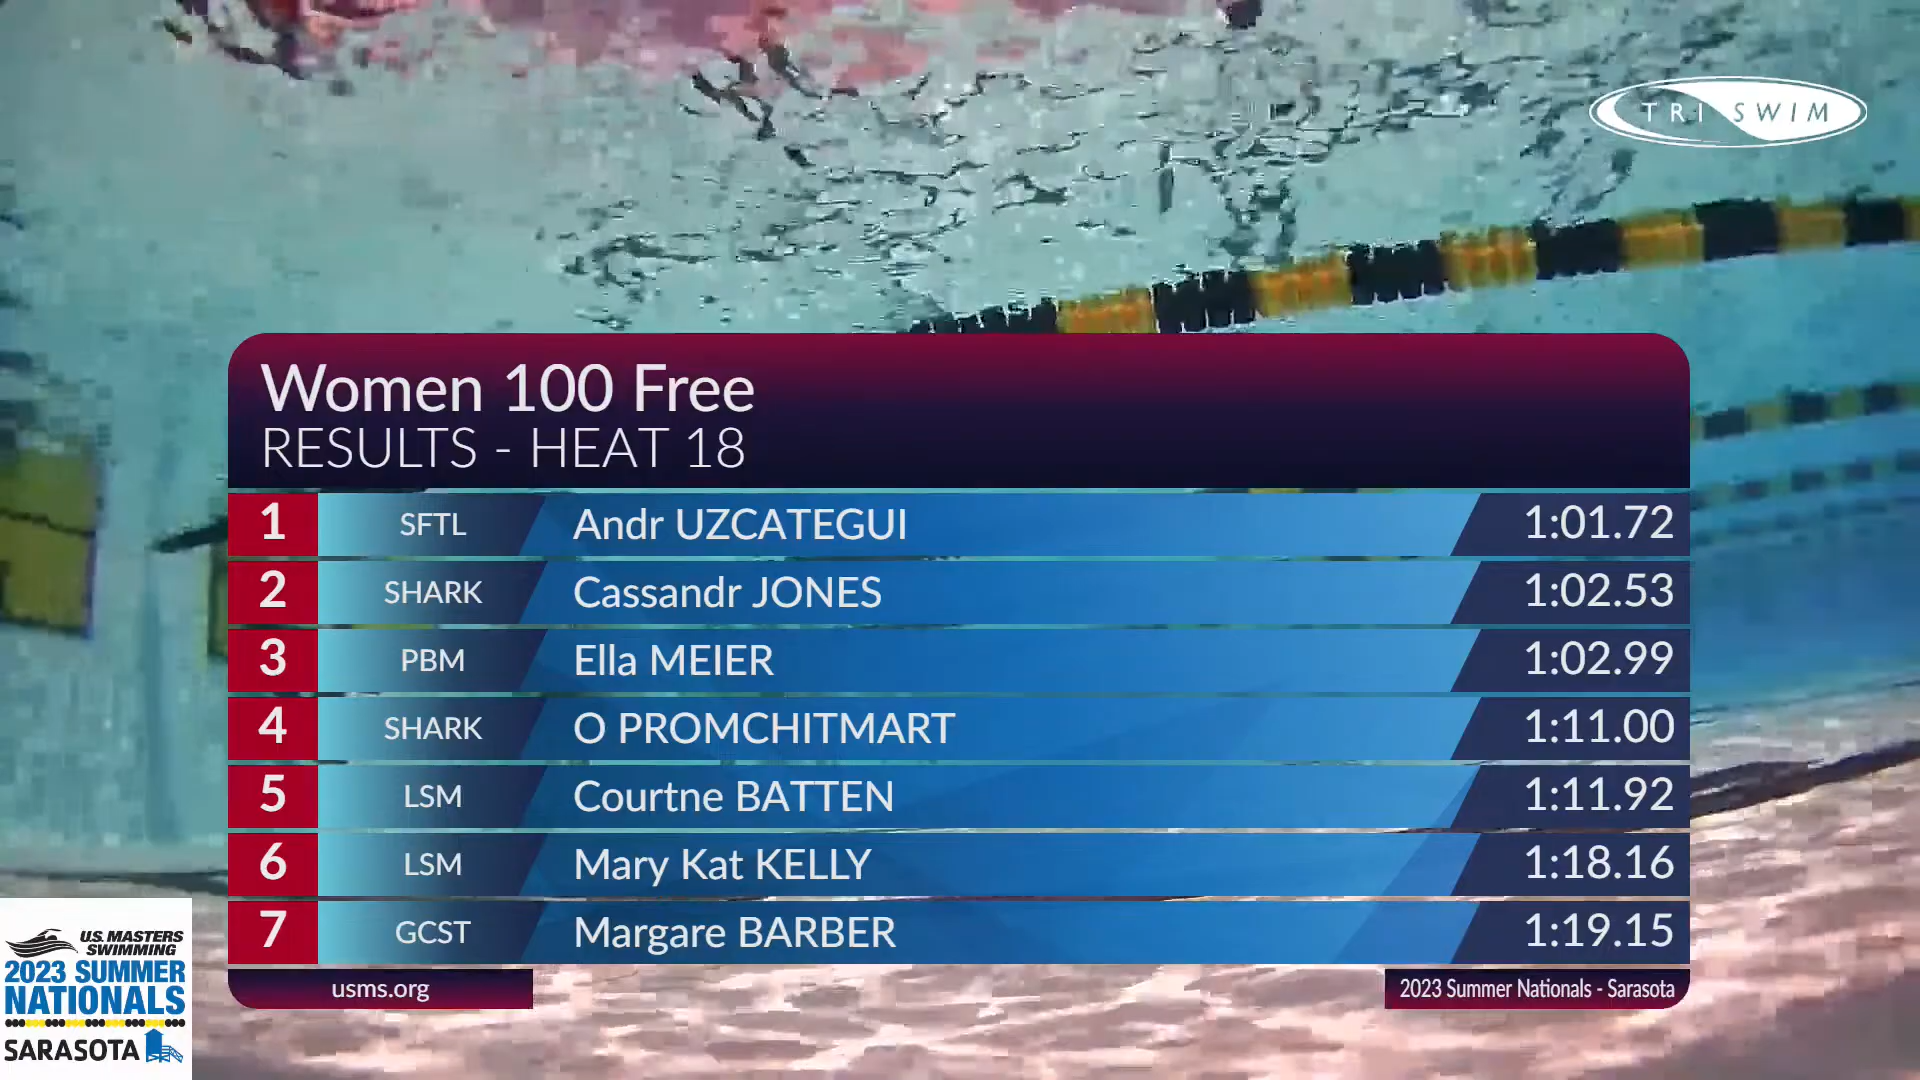 TRI SWIM
Women 100 Free
RESULTS - HEAT 18
1 SFTL Andr UZCATEGUI 1:01.72
2 SHARK Cassandr JONES 1:02.53
3 PBM Ella MEIER 1:02.99
4 SHARK O PROMCHITMART 1:11.00
5 LSM Courtne BATTEN 1:11.92
6 LSM Mary Kat KELLY 1:18.16
7 GCST Margare BARBER 1:19.15
usms.org 2023 Summer Nationals - Sarasota
U.S. MASTERS
SWIMMING
2023 SUMMER
NATIONALS
SARASOTA